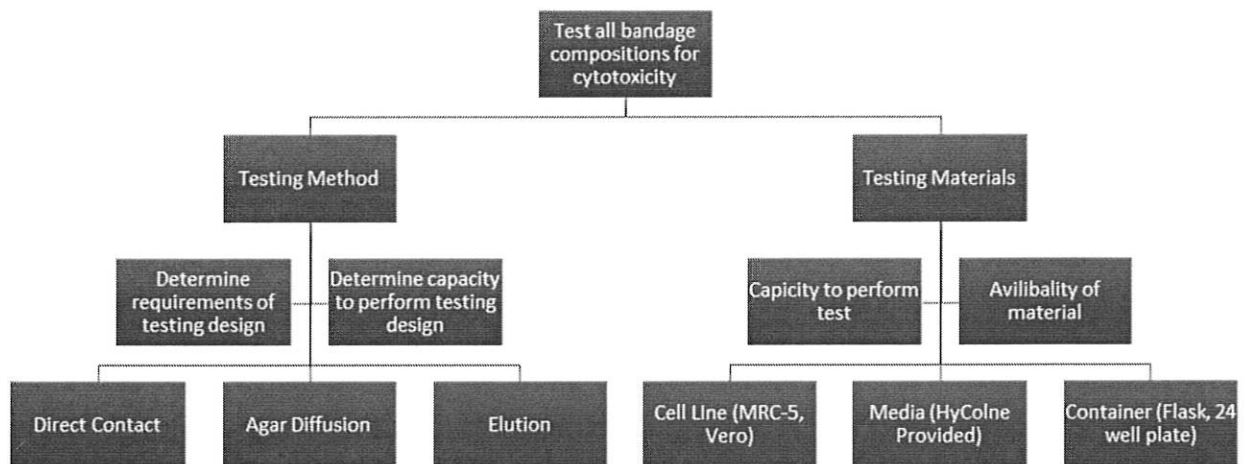 Test all bandage
compositions for
cytotoxicity
Testing Method
Testing Materials
Determine
requirements of
testing design
Determine capacity
to perform testing
design
Capicity to perform
test
Avilibality of
material
Direct Contact
Agar Diffusion
Elution
Cell LIne (MRC-5,
Vero)
Media (HyColne
Provided)
Container (Flask, 24
well plate)